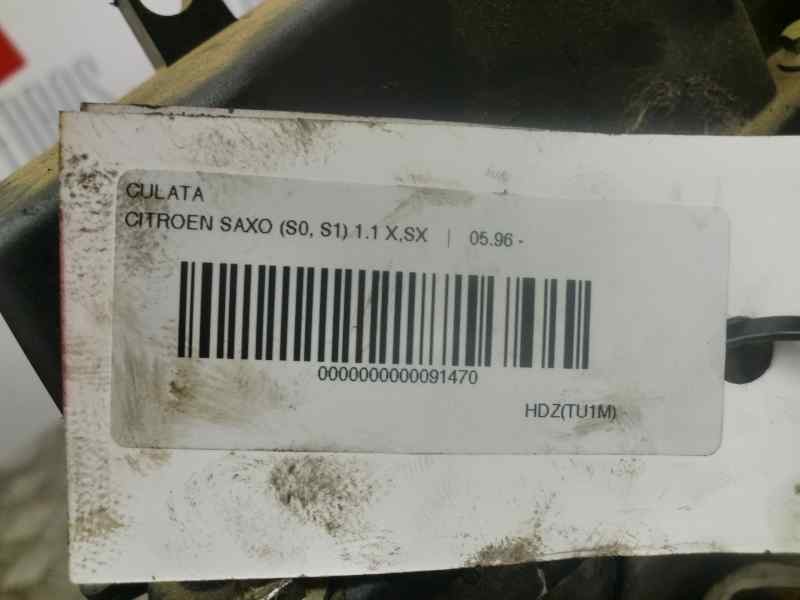 CULATA
CITROEN SAXO (S0, S1) 1.1 X,SX | 05.96 -
0000000000091470
HDZ(TU1M)